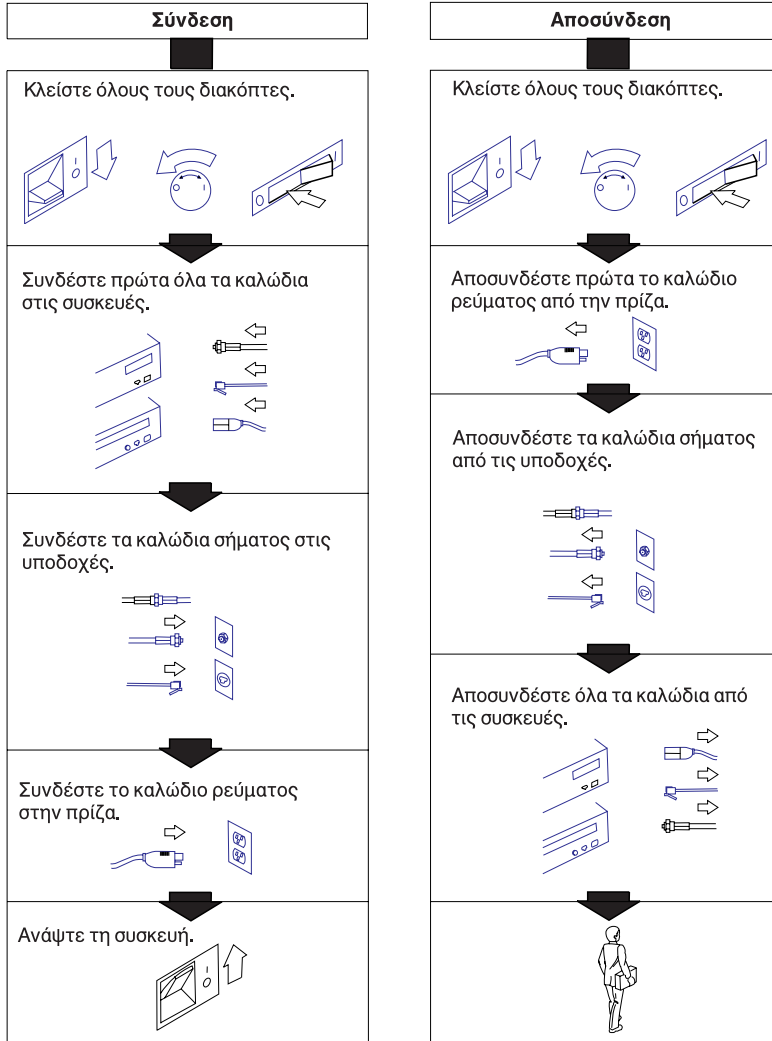 Σύνδεση
Κλείστε όλους τους διακόπτες.
Συνδέστε πρώτα όλα τα καλώδια
στις συσκευές.
Συνδέστε τα καλώδια σήματος στις
υποδοχές.
Συνδέστε το καλώδιο ρεύματος
στην πρίζα.
Ανάψτε τη συσκευή.
Αποσύνδεση
Κλείστε όλους τους διακόπτες.
Αποσυνδέστε πρώτα το καλώδιο
ρεύματος από την πρίζα.
Αποσυνδέστε τα καλώδια σήματος
από τις υποδοχές.
Αποσυνδέστε όλα τα καλώδια από
τις συσκευές.